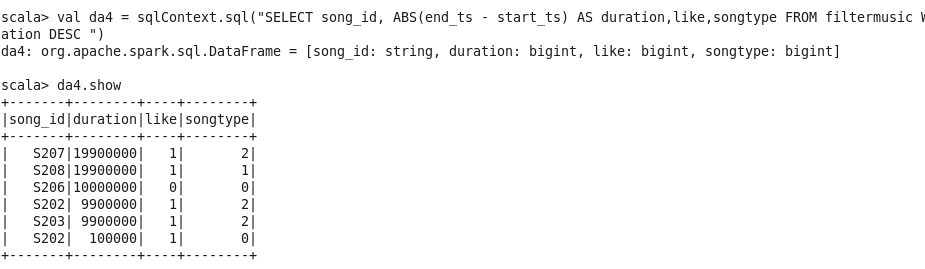 scala> val da4 = sqlContext.sql("SELECT song_id, ABS(end_ts - start_ts) AS duration,like,songtype FROM filtermusic W
ation DESC ")
da4: org.apache.spark.sql.DataFrame = [song_id: string, duration: bigint, like: bigint, songtype: bigint]
scala> da4.show
+-------+--------+----+--------+
|song_id|duration|like|songtype|
+-------+--------+----+--------+
|   S207|19900000|   1|       2|
|   S208|19900000|   1|       1|
|   S206|10000000|   0|       0|
|   S202| 9900000|   1|       2|
|   S203| 9900000|   1|       2|
|   S202|  100000|   1|       0|
+-------+--------+----+--------+